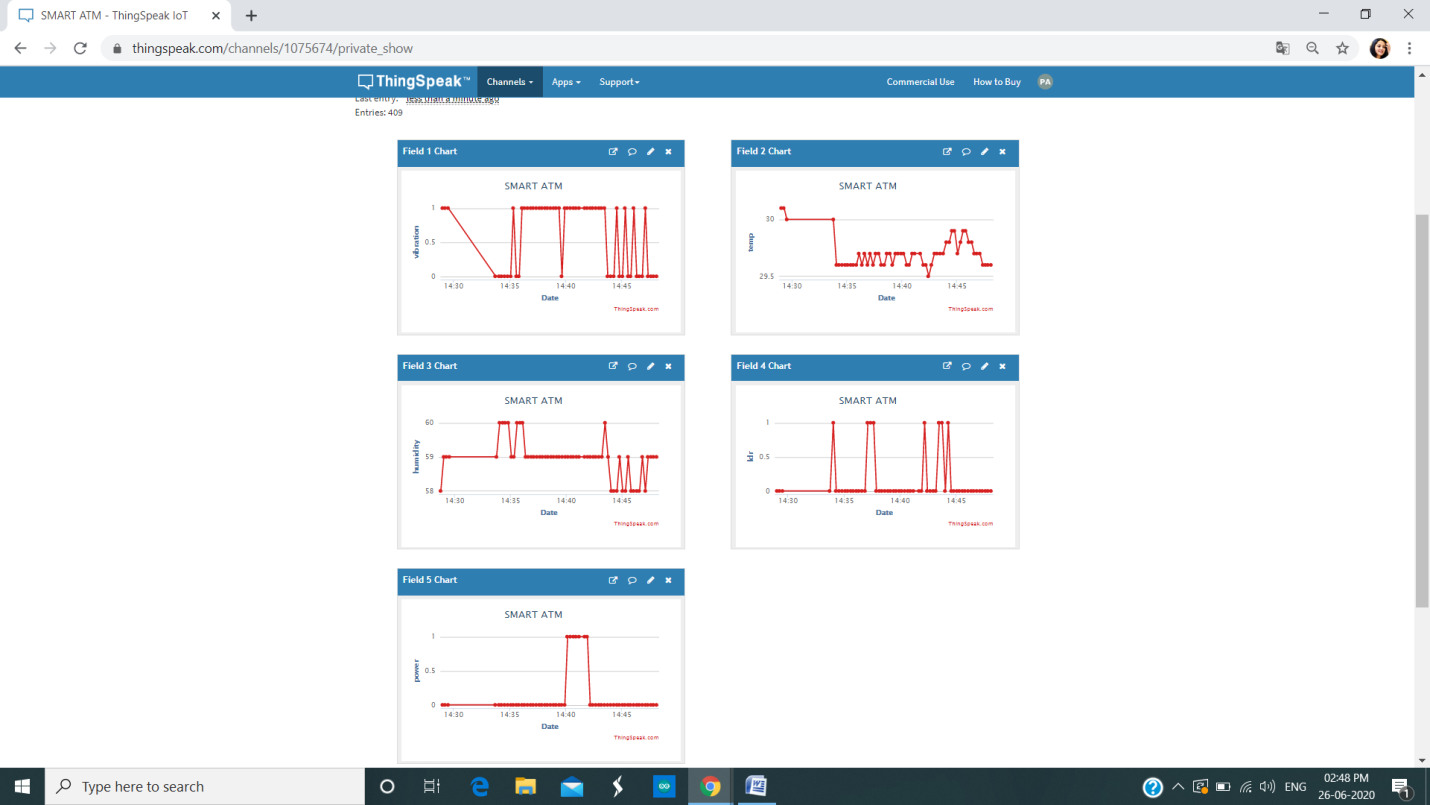 SMART ATM - ThingSpeak IoT
thingspeak.com/channels/1075674/private_show
ThingSpeak™ Channels Apps Support Commercial Use How to Buy PA
Last entry: less than a minute ago
Entries: 409
Field 1 Chart
SMART ATM
vibration
1
0.5
0
14:30 14:35 14:40 14:45
Date
ThingSpeak.com
Field 2 Chart
SMART ATM
temp
30
29.5
14:30 14:35 14:40 14:45
Date
ThingSpeak.com
Field 3 Chart
SMART ATM
humidity
60
59
58
14:30 14:35 14:40 14:45
Date
ThingSpeak.com
Field 4 Chart
SMART ATM
ldr
1
0.5
0
14:30 14:35 14:40 14:45
Date
ThingSpeak.com
Field 5 Chart
SMART ATM
power
1
0.5
0
14:30 14:35 14:40 14:45
Date
ThingSpeak.com
Type here to search
ENG
02:48 PM
26-06-2020
1